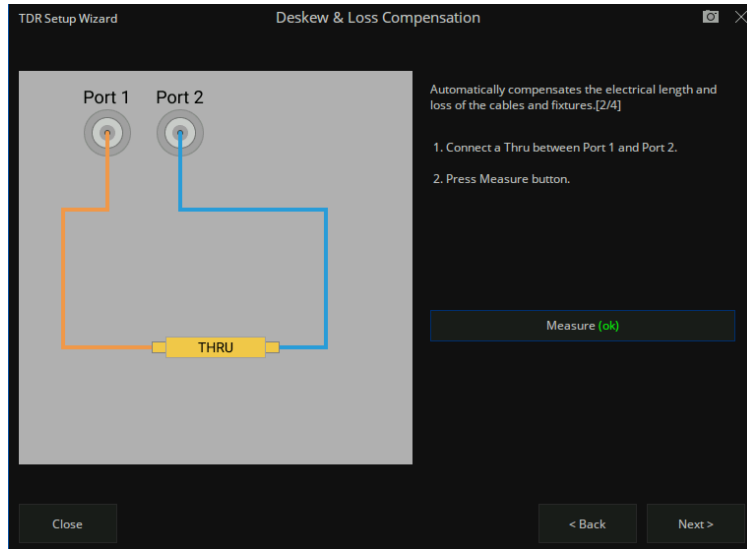 TDR Setup Wizard
Deskew & Loss Compensation
Port 1
Port 2
THRU
Automatically compensates the electrical length and
loss of the cables and fixtures.[2/4]
1. Connect a Thru between Port 1 and Port 2.
2. Press Measure button.
Measure (ok)
Close
< Back
Next >